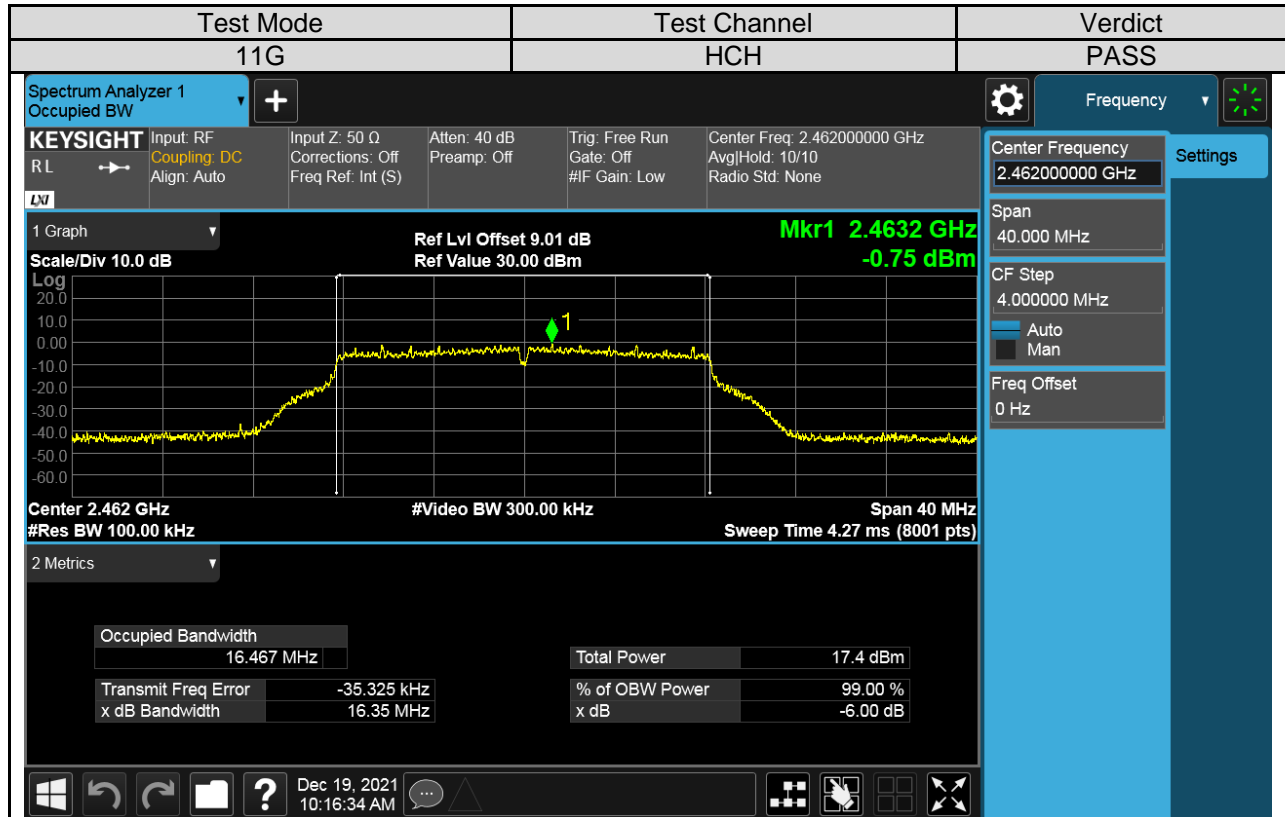 Test Mode Test Channel Verdict
11G HCH PASS
Spectrum Analyzer 1
Occupied BW
+
Frequency
KEYSIGHT
RL
LXI
Input: RF
Coupling: DC
Align: Auto
Input Z: 50 Ω
Corrections: Off
Freq Ref: Int (S)
Atten: 40 dB
Preamp: Off
Trig: Free Run
Gate: Off
#IF Gain: Low
Center Freq: 2.462000000 GHz
Avg|Hold: 10/10
Radio Std: None
Center Frequency
2.462000000 GHz
Settings
Span
40.000 MHz
CF Step
4.000000 MHz
Auto
Man
Freq Offset
0 Hz
1 Graph
Scale/Div 10.0 dB
Ref Lvl Offset 9.01 dB
Ref Value 30.00 dBm
Mkr1 2.4632 GHz
-0.75 dBm
Log
20.0
10.0
0.00
-10.0
-20.0
-30.0
-40.0
-50.0
-60.0
1
Center 2.462 GHz
#Res BW 100.00 kHz
#Video BW 300.00 kHz
Span 40 MHz
Sweep Time 4.27 ms (8001 pts)
2 Metrics
Occupied Bandwidth
16.467 MHz
Total Power 17.4 dBm
Transmit Freq Error -35.325 kHz
% of OBW Power 99.00 %
x dB Bandwidth 16.35 MHz
x dB -6.00 dB
?
Dec 19, 2021
10:16:34 AM